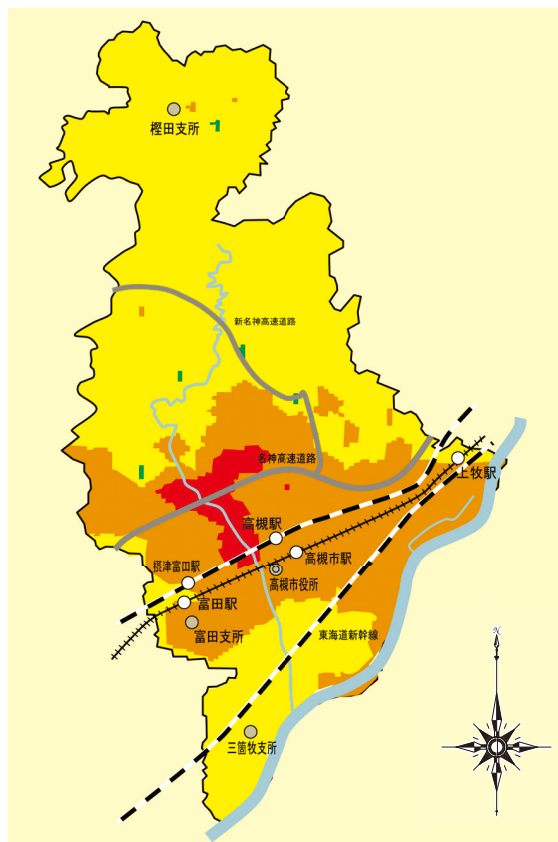 樫田支所
新名神高速道路
名神高速道路
上牧駅
高槻駅
高槻市駅
摂津富口駅
高槻市役所
富田駅
富田支所
東海道新幹線
三箇牧支所
N